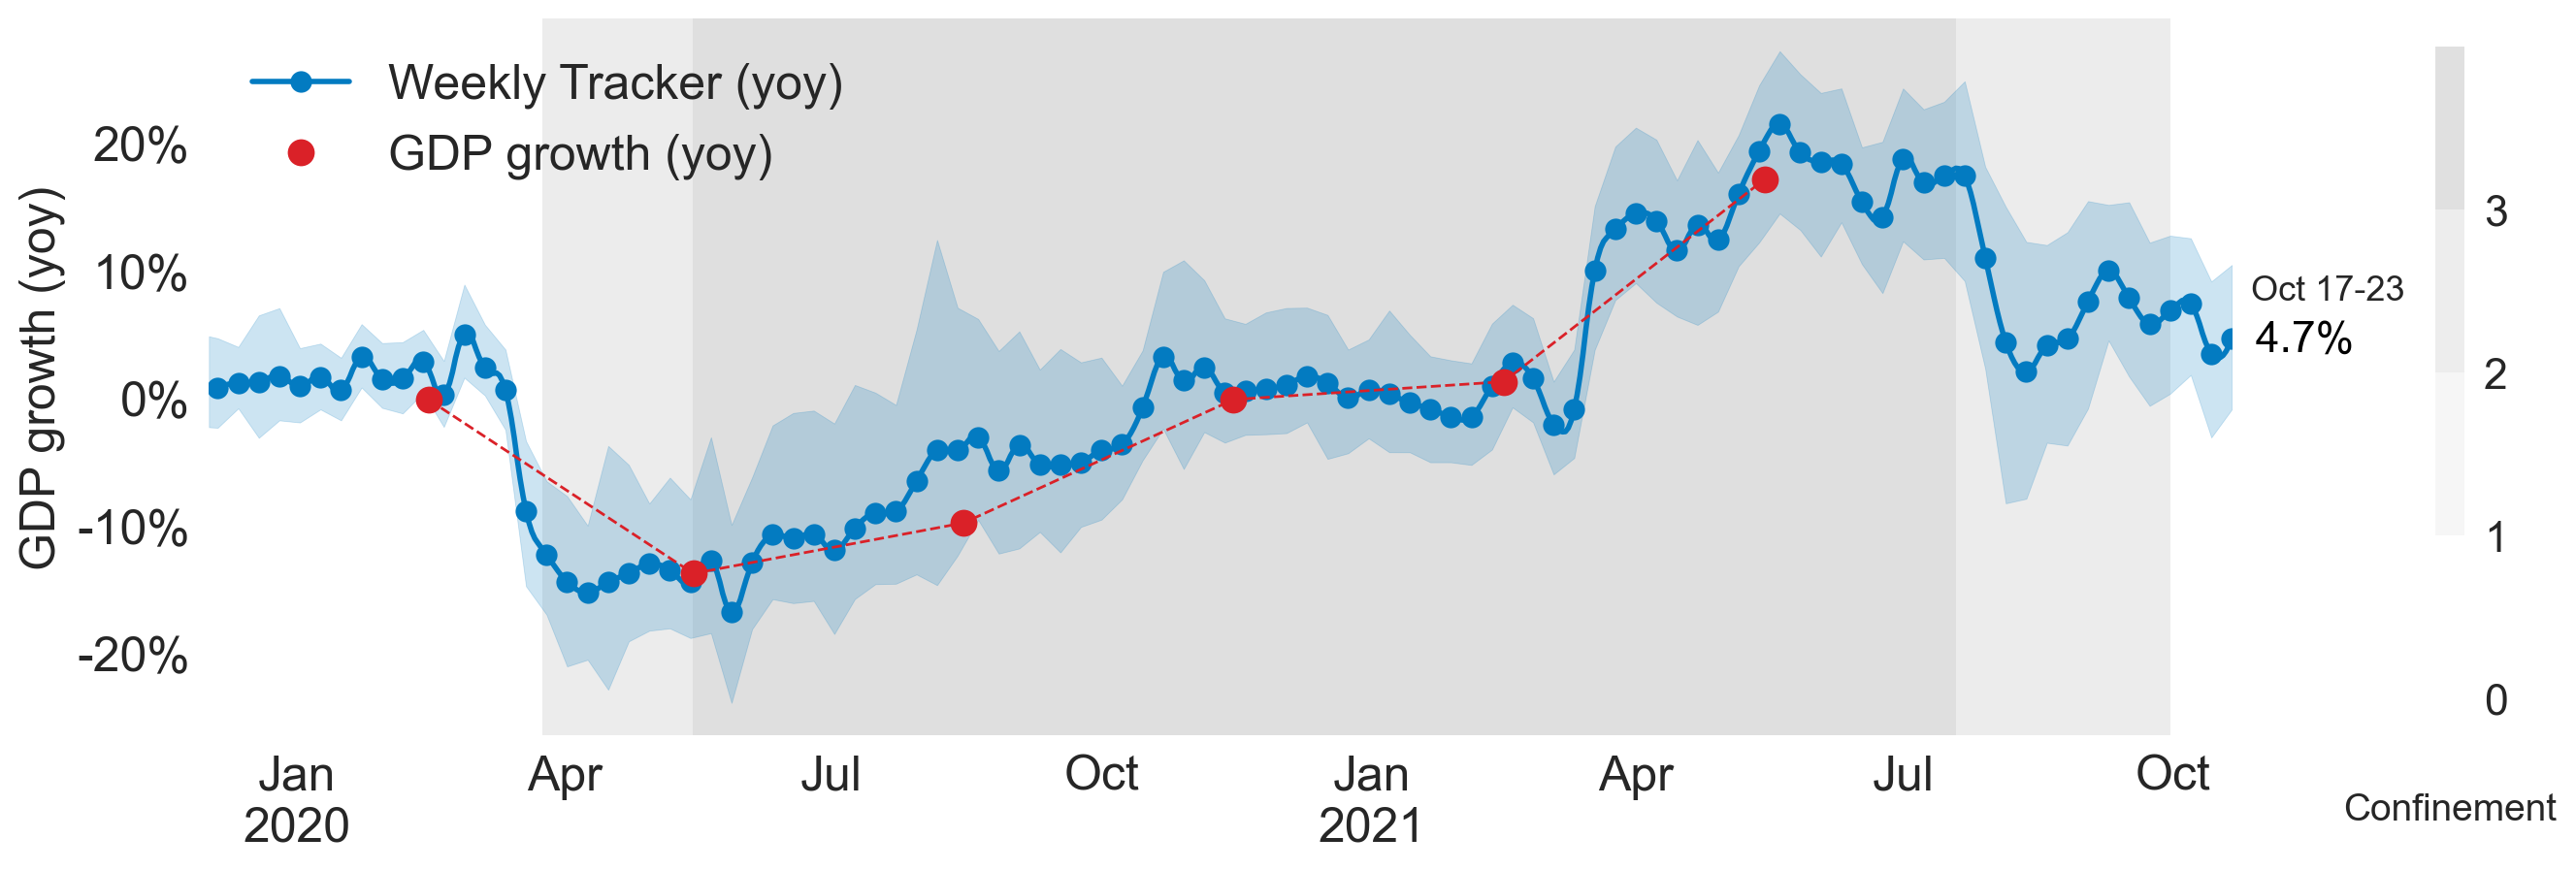 Weekly Tracker (yoy)
GDP growth (yoy)
GDP growth (yoy)
20%
10%
0%
-10%
-20%
Jan
2020
Apr
Jul
Oct
Jan
2021
Apr
Jul
Oct
Oct 17-23
4.7%
3
2
1
0
Confinement